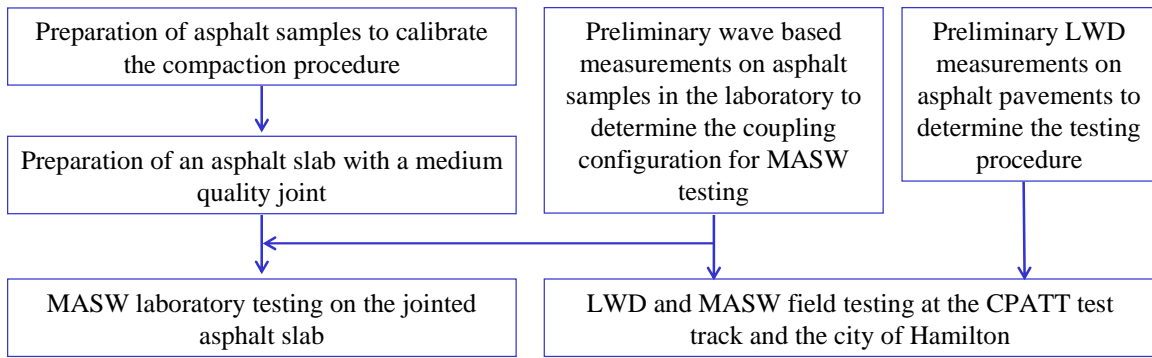 Preparation of asphalt samples to calibrate
the compaction procedure
Preparation of an asphalt slab with a medium
quality joint
Preliminary wave based
measurements on asphalt
samples in the laboratory to
determine the coupling
configuration for MASW
testing
Preliminary LWD
measurements on
asphalt pavements to
determine the testing
procedure
MASW laboratory testing on the jointed
asphalt slab
LWD and MASW field testing at the CPATT test
track and the city of Hamilton